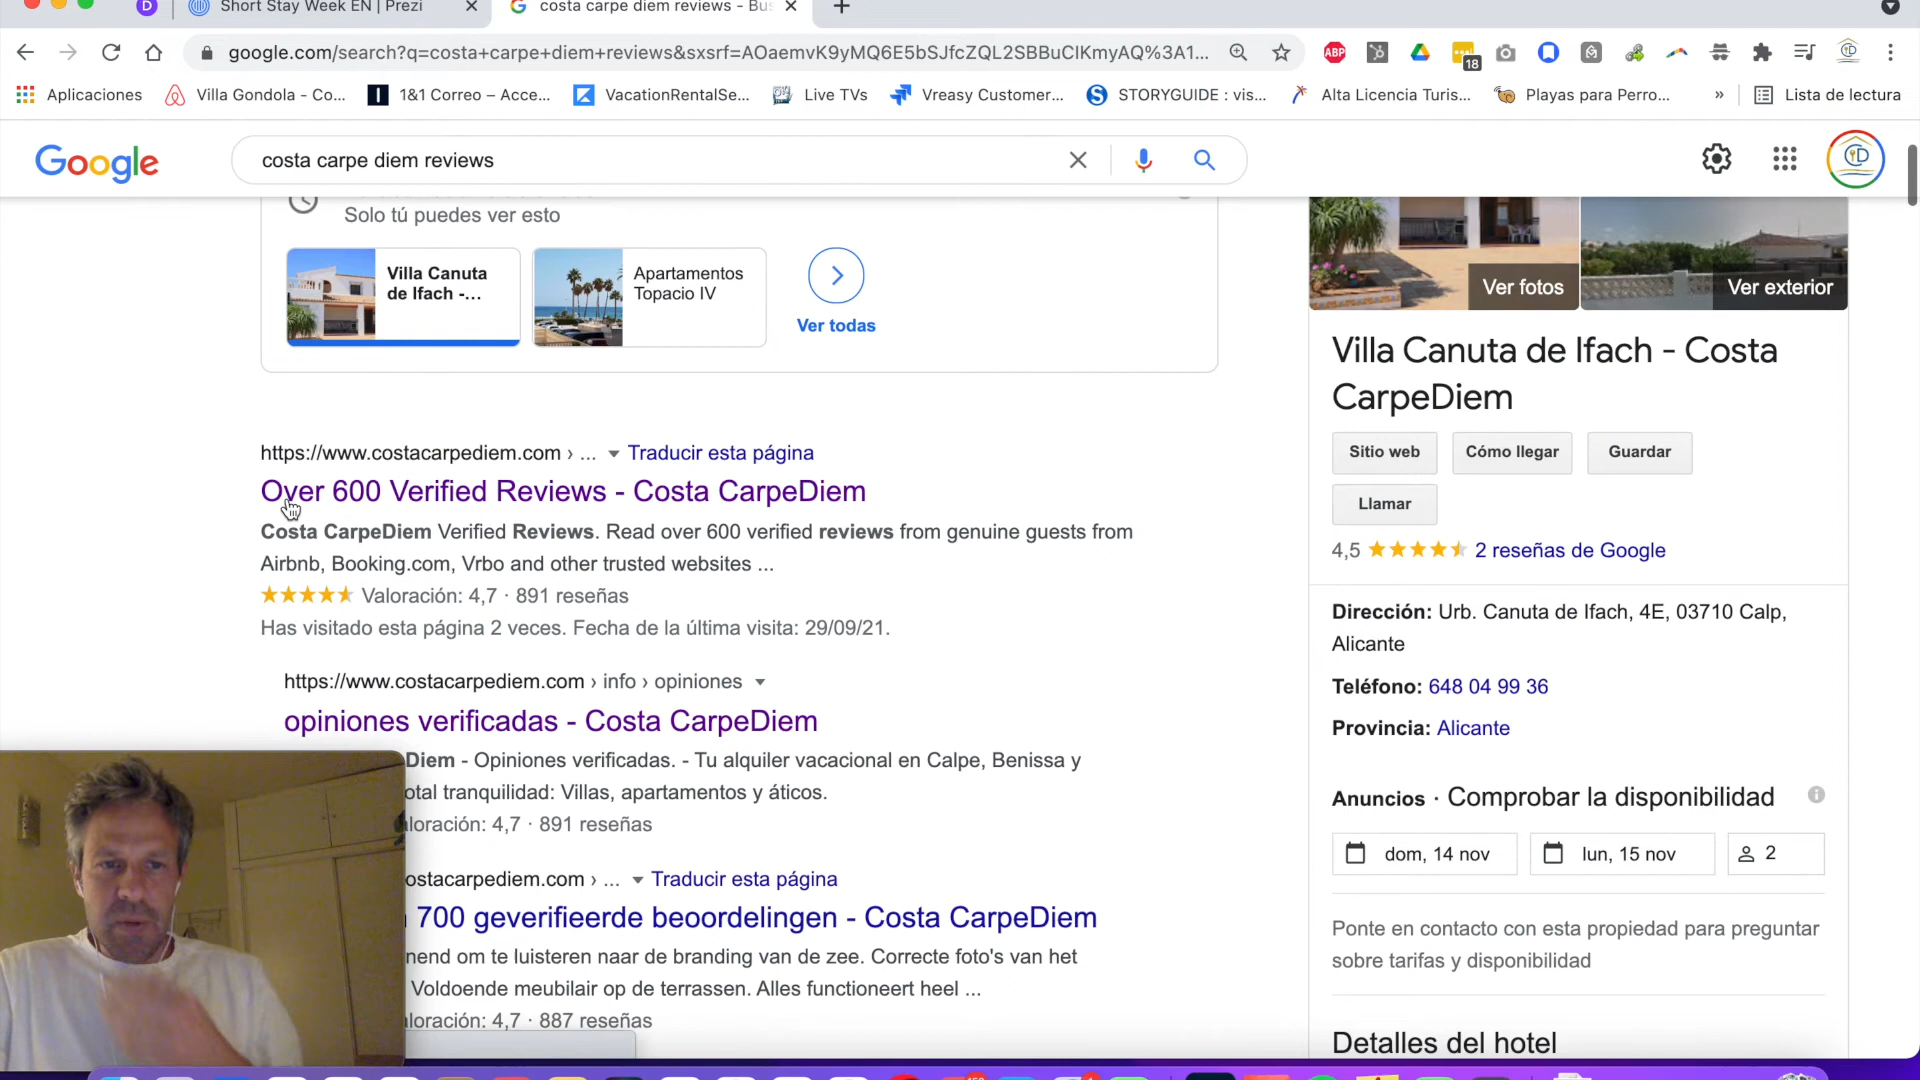 Short Stay Week EN | Prezi
costa carpe diem reviews - Bus
google.com/search?q=costa+carpe+diem+reviews&sxsrf=AOaemvK9yMQ6E5bSJfcZQL2SBBuClKmyAQ%3A1...
ABP
18
Aplicaciones
Villa Gondola - Co...
1&1 Correo – Acce...
VacationRentalSe...
Live TVs
Vreasy Customer...
STORYGUIDE : vis...
Alta Licencia Turis...
Playas para Perro...
»
Lista de lectura
Google
costa carpe diem reviews
Solo tú puedes ver esto
Villa Canuta
de Ifach -...
Apartamentos
Topacio IV
Ver todas
https://www.costacarpediem.com › ... Traducir esta página
Over 600 Verified Reviews - Costa CarpeDiem
Costa CarpeDiem Verified Reviews. Read over 600 verified reviews from genuine guests from
Airbnb, Booking.com, Vrbo and other trusted websites ...
Valoración: 4,7 · 891 reseñas
Has visitado esta página 2 veces. Fecha de la última visita: 29/09/21.
https://www.costacarpediem.com › info › opiniones
opiniones verificadas - Costa CarpeDiem
Diem - Opiniones verificadas. - Tu alquiler vacacional en Calpe, Benissa y
otal tranquilidad: Villas, apartamentos y áticos.
aloración: 4,7 · 891 reseñas
ostacarpediem.com › ... Traducir esta página
700 geverifieerde beoordelingen - Costa CarpeDiem
nend om te luisteren naar de branding van de zee. Correcte foto's van het
Voldoende meubilair op de terrassen. Alles functioneert heel ...
aloración: 4,7 · 887 reseñas
Ver fotos
Ver exterior
Villa Canuta de Ifach - Costa
CarpeDiem
Sitio web
Cómo llegar
Guardar
Llamar
4,5 2 reseñas de Google
Dirección: Urb. Canuta de Ifach, 4E, 03710 Calp,
Alicante
Teléfono: 648 04 99 36
Provincia: Alicante
Anuncios · Comprobar la disponibilidad
dom, 14 nov
lun, 15 nov
2
Ponte en contacto con esta propiedad para preguntar
sobre tarifas y disponibilidad
Detalles del hotel